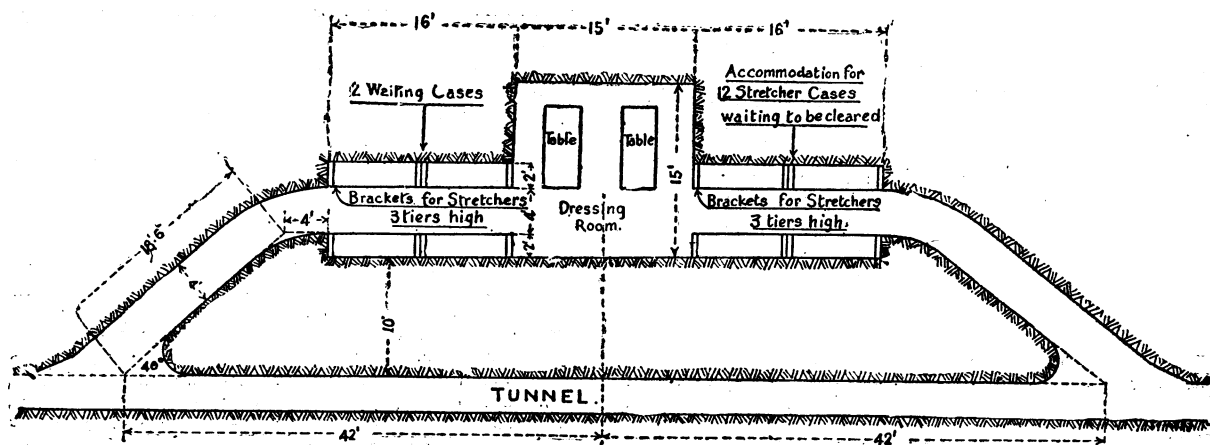 16' 15' 16'
2 Waiting Cases
Accommodation for
12 Stretcher Cases
waiting to be cleared
Table Table
2'
15'
Brackets for Stretchers
3 tiers high
4'
Dressing
Room.
Brackets for Stretchers
3 tiers high.
2'
4'
18'.6"
4'
10'
40°
TUNNEL.
42' 42'